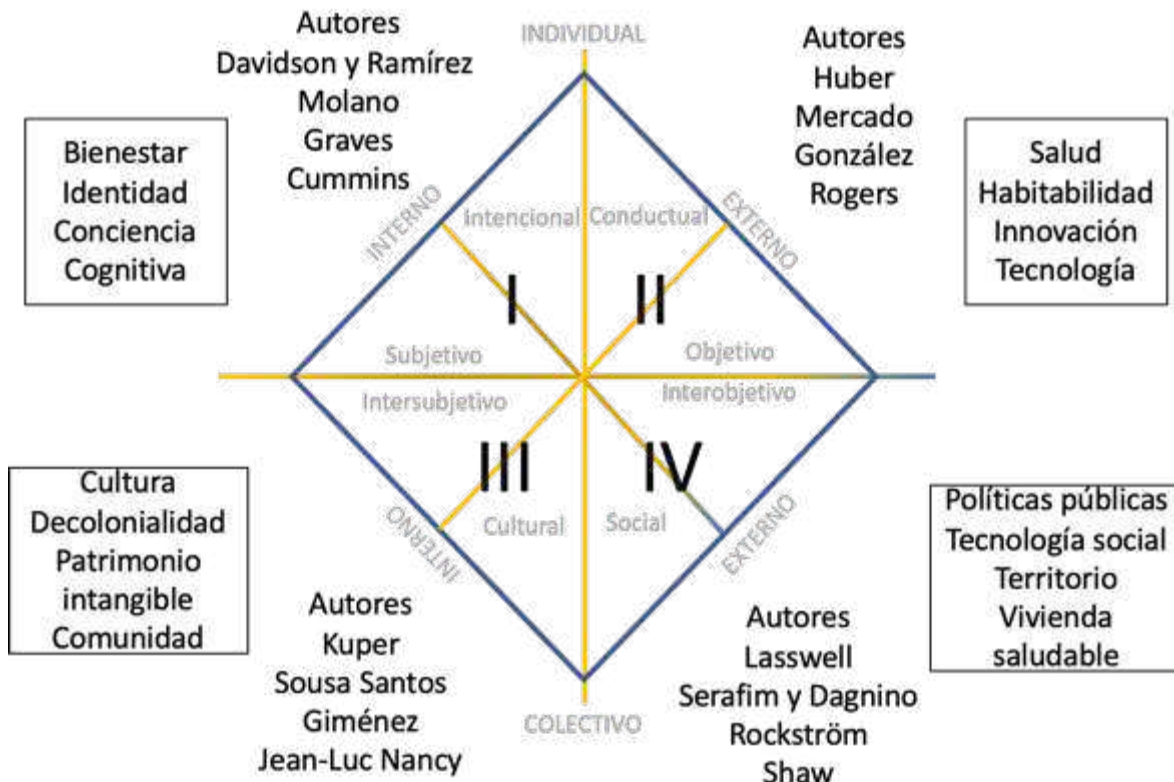 INDIVIDUAL
Autores
Davidson y Ramírez
Molano
Graves
Cummins
Autores
Huber
Mercado
González
Rogers
Bienestar
Identidad
Conciencia
Cognitiva
Salud
Habitabilidad
Innovación
Tecnología
INTERNO
Intencional
Conductual
EXTERNO
I
II
Subjetivo
Objetivo
Intersubjetivo
Interobjetivo
III
IV
INTERNO
Cultural
Social
EXTERNO
Cultura
Decolonialidad
Patrimonio
intangible
Comunidad
Políticas públicas
Tecnología social
Territorio
Vivienda
saludable
Autores
Kuper
Sousa Santos
Giménez
Jean-Luc Nancy
Autores
Lasswell
Serafim y Dagnino
Rockström
Shaw
COLECTIVO